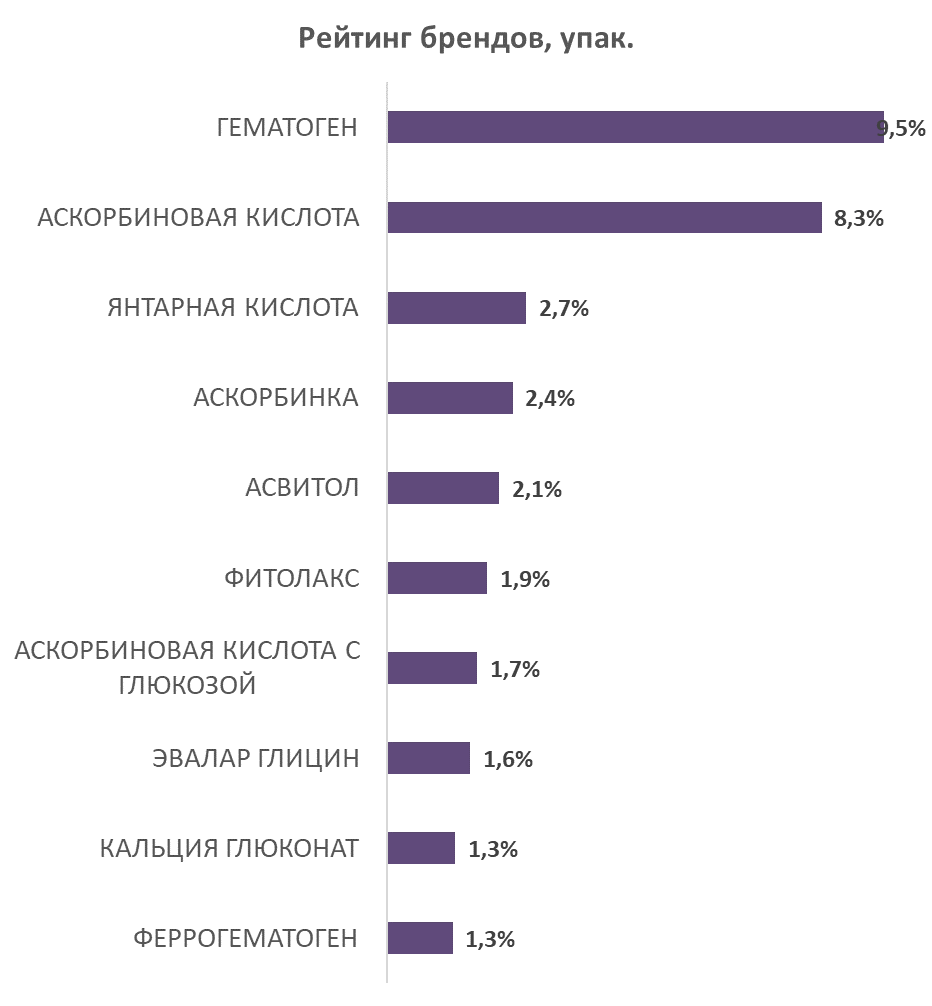 Рейтинг брендов, упак.
ГЕМАТОГЕН 9,5%
АСКОРБИНОВАЯ КИСЛОТА 8,3%
ЯНТАРНАЯ КИСЛОТА 2,7%
АСКОРБИНКА 2,4%
АСВИТОЛ 2,1%
ФИТОЛАКС 1,9%
АСКОРБИНОВАЯ КИСЛОТА С
ГЛЮКОЗОЙ 1,7%
ЭВАЛАР ГЛИЦИН 1,6%
КАЛЬЦИЯ ГЛЮКОНАТ 1,3%
ФЕРРОГЕМАТОГЕН 1,3%